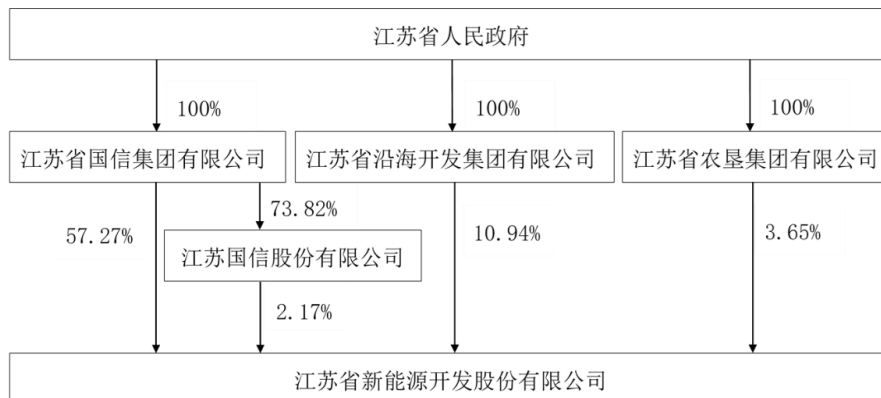 江苏省人民政府
100%
100%
100%
江苏省国信集团有限公司
江苏省沿海开发集团有限公司
江苏省农垦集团有限公司
73.82%
57.27%
10.94%
3.65%
江苏国信股份有限公司
2.17%
江苏省新能源开发股份有限公司